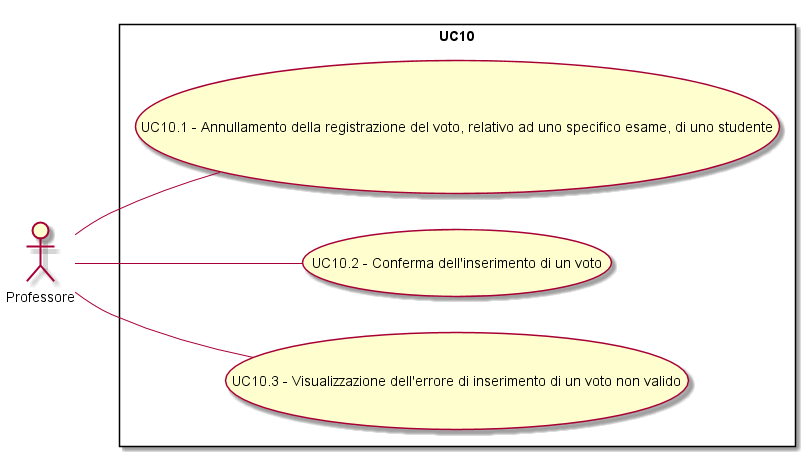 UC10
UC10.1 - Annullamento della registrazione del voto, relativo ad uno specifico esame, di uno studente
UC10.2 - Conferma dell'inserimento di un voto
Professore
UC10.3 - Visualizzazione dell'errore di inserimento di un voto non valido